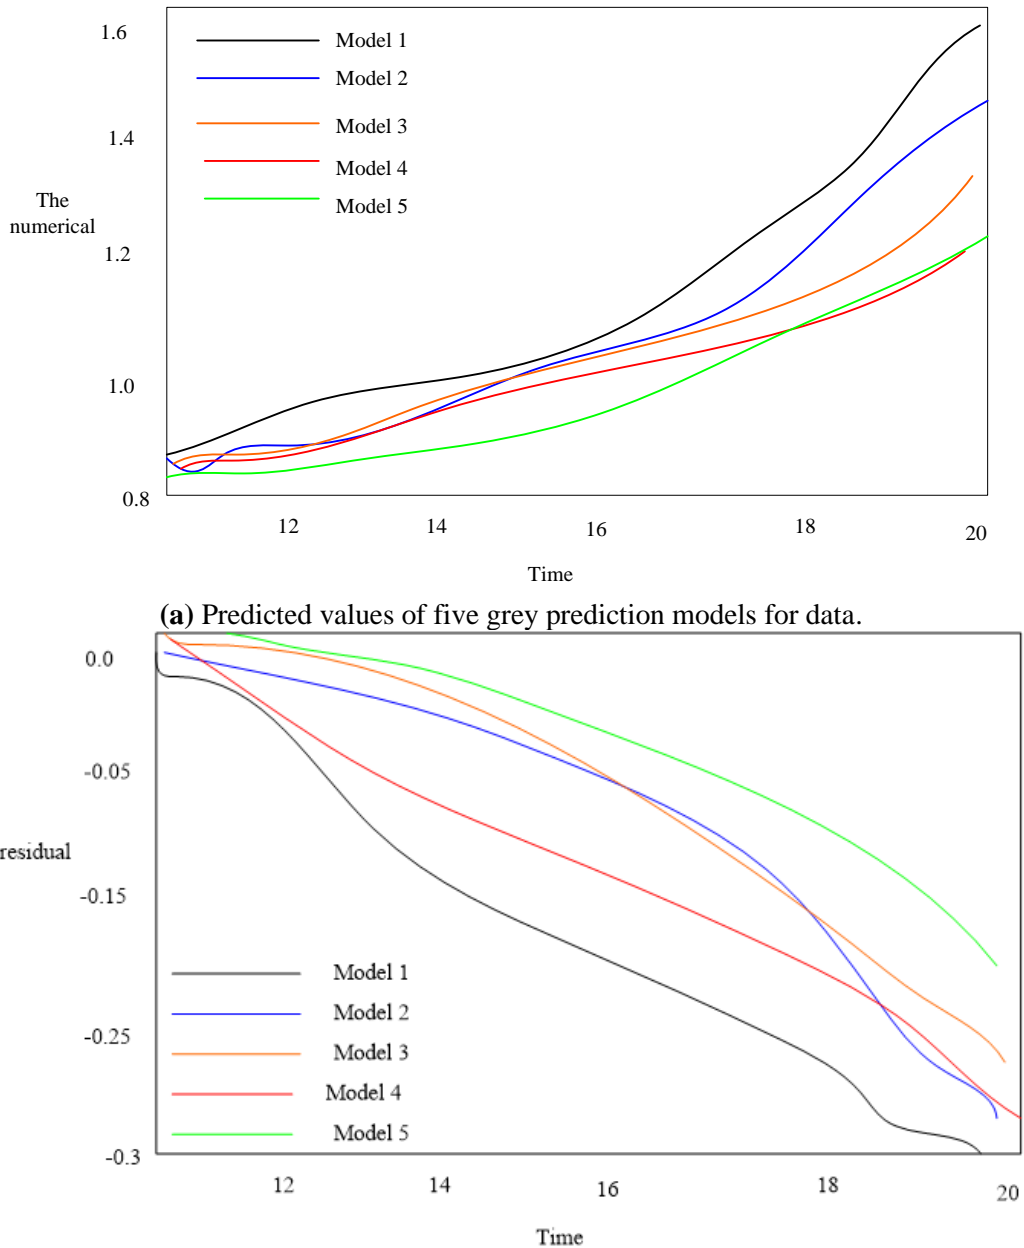 1.6
Model 1
Model 2
1.4
Model 3
Model 4
The
numerical
Model 5
1.2
1.0
0.8
12 14 16 18 20
Time
(a) Predicted values of five grey prediction models for data.
0.0
-0.05
residual
-0.15
Model 1
Model 2
-0.25
Model 3
Model 4
Model 5
-0.3
12 14 16 18 20
Time